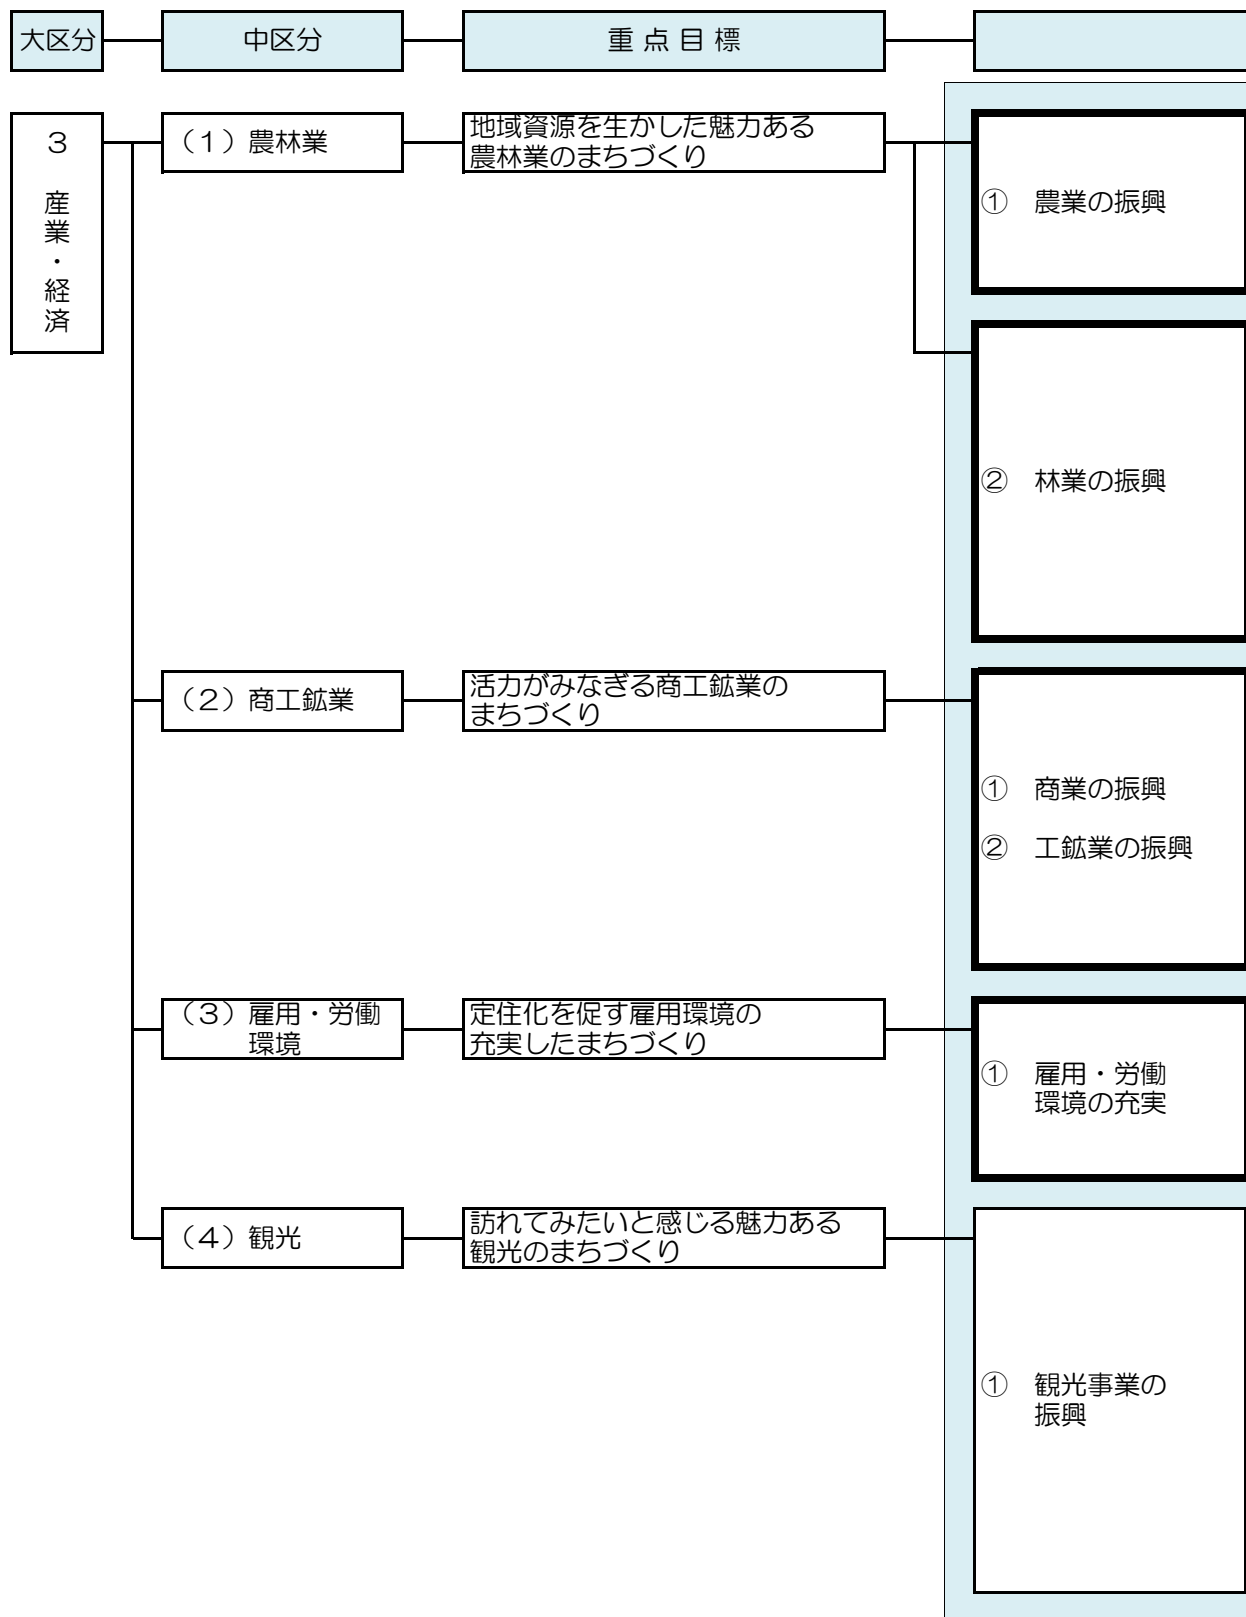 大区分
中区分
重点目標
3
産業・経済
（1）農林業
地域資源を生かした魅力ある
農林業のまちづくり
① 農業の振興
② 林業の振興
（2）商工鉱業
活力がみなぎる商工鉱業の
まちづくり
① 商業の振興
② 工鉱業の振興
（3）雇用・労働
環境
定住化を促す雇用環境の
充実したまちづくり
① 雇用・労働
環境の充実
（4）観光
訪れてみたいと感じる魅力ある
観光のまちづくり
① 観光事業の
振興